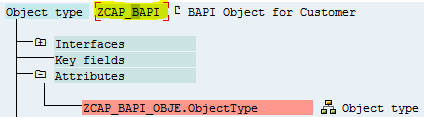 Object type ZCAP_BAPI BAPI Object for Customer
Interfaces
Key fields
Attributes
ZCAP_BAPI_OBJE.ObjectType Object type